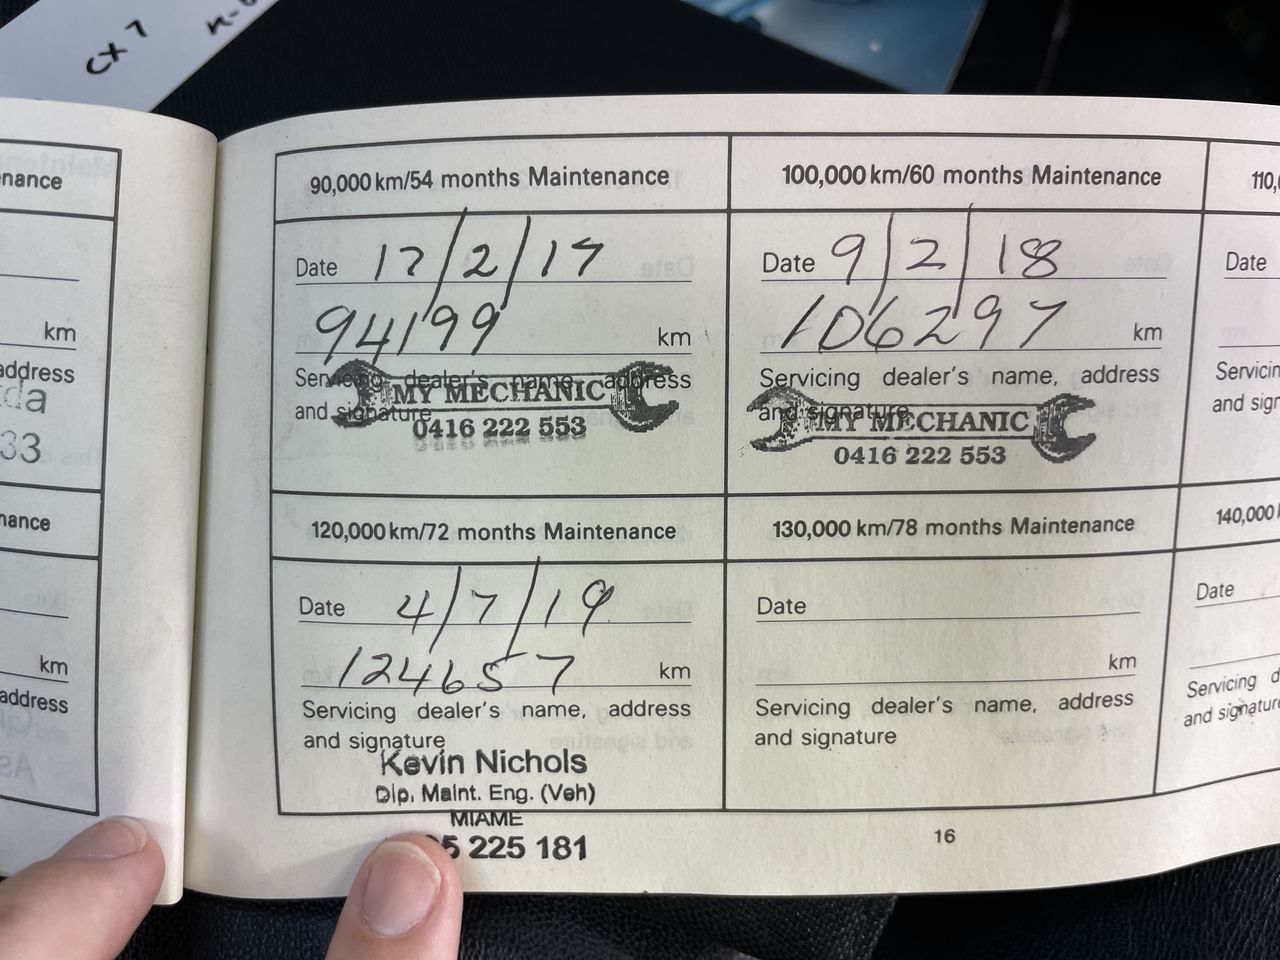 CX 7
nance
km
address
da
33
nance
km
address
90,000 km/54 months Maintenance
Date 17/2/17
94199 km
Servicing dealer's name, address
and signature
MY MECHANIC
0416 222 553
100,000 km/60 months Maintenance
Date 9/2/18
106297 km
Servicing dealer's name, address
and signature
MY MECHANIC
0416 222 553
110,
Date
Servicin
and sign
120,000 km/72 months Maintenance
Date 4/7/19
124657 km
Servicing dealer's name, address
and signature
Kevin Nichols
Dip. Maint. Eng. (Veh)
MIAME
5 225 181
130,000 km/78 months Maintenance
Date
km
Servicing dealer's name, address
and signature
140,000
Date
Servicing d
and signature
16